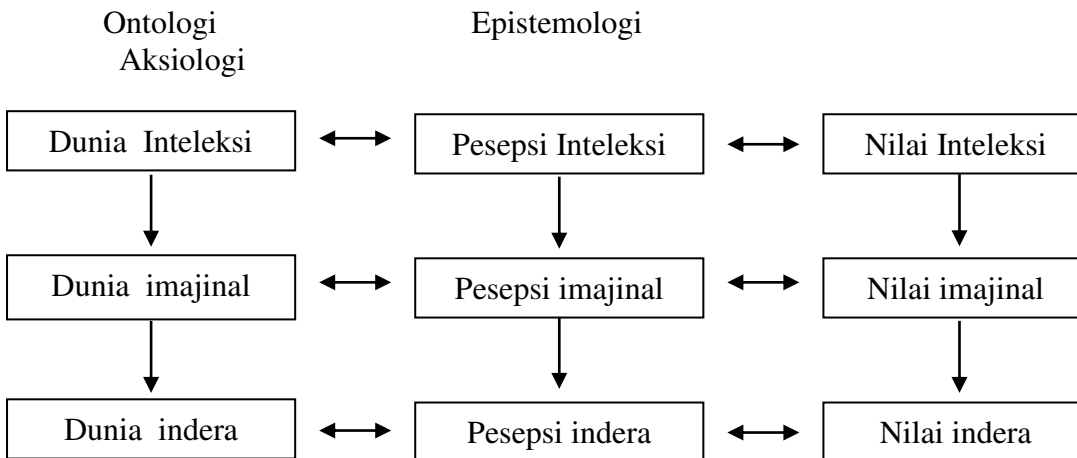 Ontologi Epistemologi
Aksiologi
Dunia Inteleksi Pesepsi Inteleksi Nilai Inteleksi
Dunia imajinal Pesepsi imajinal Nilai imajinal
Dunia indera Pesepsi indera Nilai indera